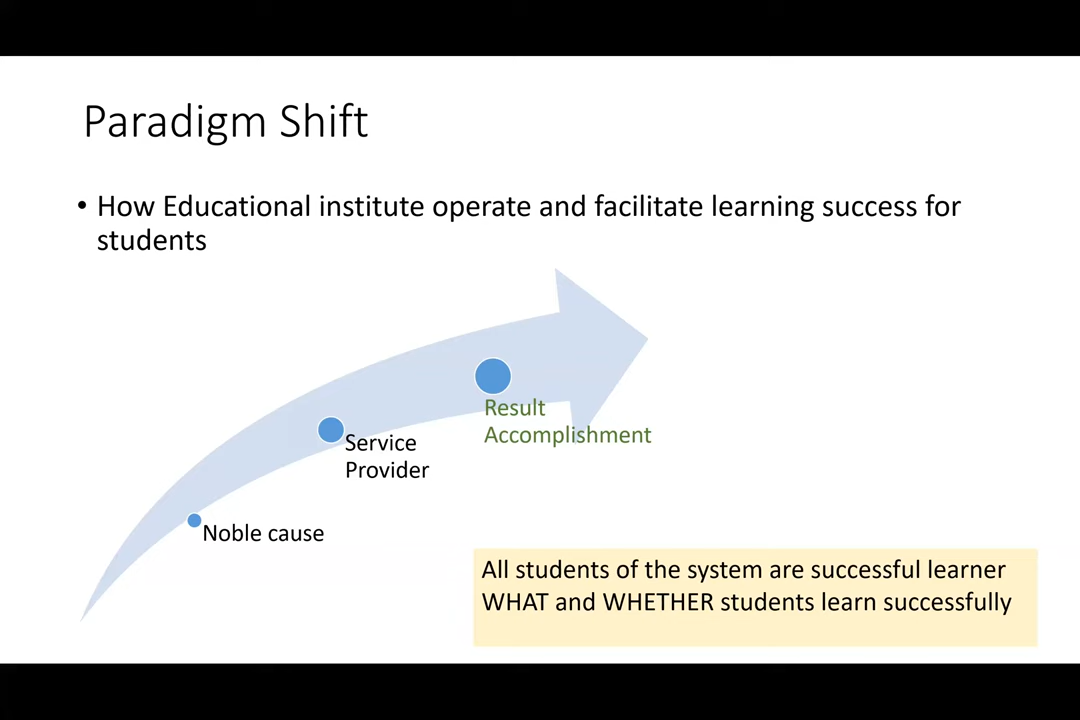 Paradigm Shift
• How Educational institute operate and facilitate learning success for
students
Result
Accomplishment
Service
Provider
Noble cause
All students of the system are successful learner
WHAT and WHETHER students learn successfully